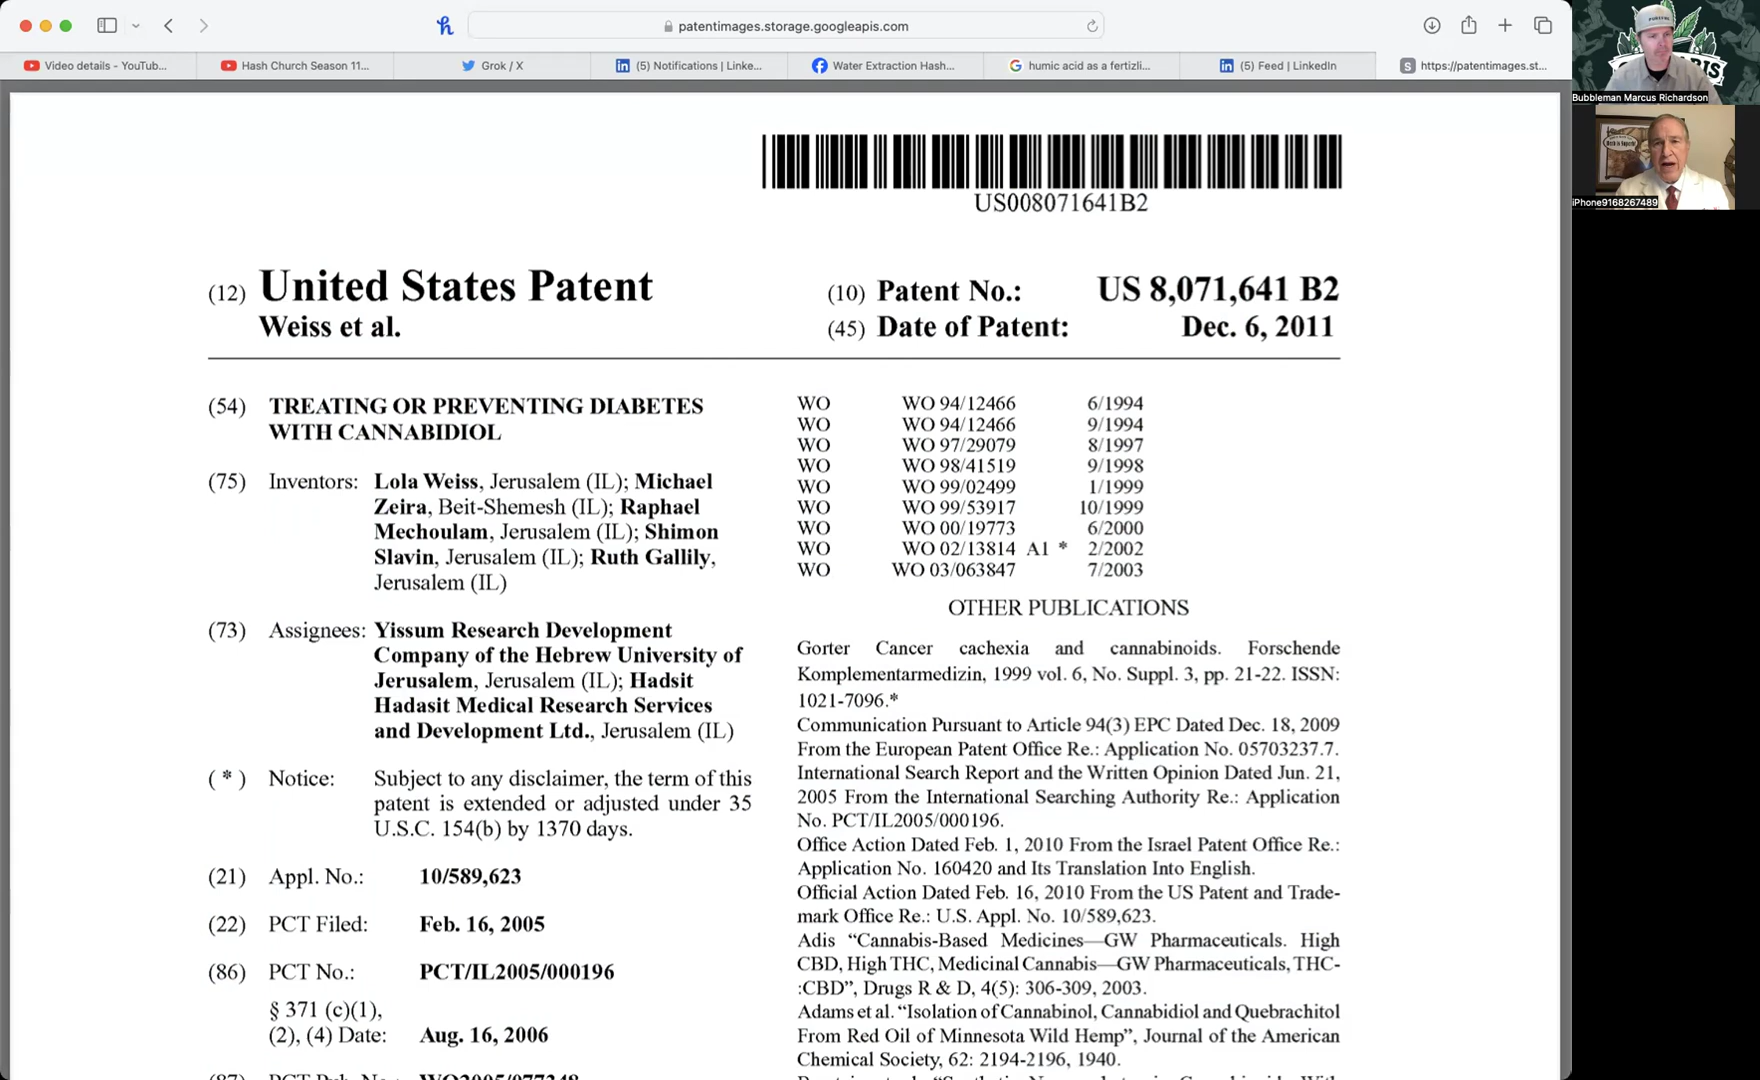 patentimages.storage.googleapis.com
Video details - YouTub...
Hash Church Season 11...
Grok / X
(5) Notifications | Linke...
Water Extraction Hash...
humic acid as a fertizli...
(5) Feed | LinkedIn
S https://patentimages.st...
Bubbleman Marcus Richardson
iPhone9168267489
US008071641B2
(12) United States Patent
Weiss et al.
(10) Patent No.: US 8,071,641 B2
(45) Date of Patent: Dec. 6, 2011
(54) TREATING OR PREVENTING DIABETES
WITH CANNABIDIOL
(75) Inventors: Lola Weiss, Jerusalem (IL); Michael
Zeira, Beit-Shemesh (IL); Raphael
Mechoulam, Jerusalem (IL); Shimon
Slavin, Jerusalem (IL); Ruth Gallily,
Jerusalem (IL)
(73) Assignees: Yissum Research Development
Company of the Hebrew University of
Jerusalem, Jerusalem (IL); Hadsit
Hadasit Medical Research Services
and Development Ltd., Jerusalem (IL)
( * ) Notice: Subject to any disclaimer, the term of this
patent is extended or adjusted under 35
U.S.C. 154(b) by 1370 days.
(21) Appl. No.: 10/589,623
(22) PCT Filed: Feb. 16, 2005
(86) PCT No.: PCT/IL2005/000196
§ 371 (c)(1),
(2), (4) Date: Aug. 16, 2006
(87) PCT Pub. No.: WO2005/077348
WO WO 94/12466 6/1994
WO WO 94/12466 9/1994
WO WO 97/29079 8/1997
WO WO 98/41519 9/1998
WO WO 99/02499 1/1999
WO WO 99/53917 10/1999
WO WO 00/19773 6/2000
WO WO 02/13814 A1 * 2/2002
WO WO 03/063847 7/2003
OTHER PUBLICATIONS
Gorter Cancer cachexia and cannabinoids. Forschende
Komplementarmedizin, 1999 vol. 6, No. Suppl. 3, pp. 21-22. ISSN:
1021-7096.*
Communication Pursuant to Article 94(3) EPC Dated Dec. 18, 2009
From the European Patent Office Re.: Application No. 05703237.7.
International Search Report and the Written Opinion Dated Jun. 21,
2005 From the International Searching Authority Re.: Application
No. PCT/IL2005/000196.
Office Action Dated Feb. 1, 2010 From the Israel Patent Office Re.:
Application No. 160420 and Its Translation Into English.
Official Action Dated Feb. 16, 2010 From the US Patent and Trade-
mark Office Re.: U.S. Appl. No. 10/589,623.
Adis “Cannabis-Based Medicines—GW Pharmaceuticals. High
CBD, High THC, Medicinal Cannabis—GW Pharmaceuticals, THC-
:CBD”, Drugs R & D, 4(5): 306-309, 2003.
Adams et al. “Isolation of Cannabinol, Cannabidiol and Quebrachitol
From Red Oil of Minnesota Wild Hemp”, Journal of the American
Chemical Society, 62: 2194-2196, 1940.